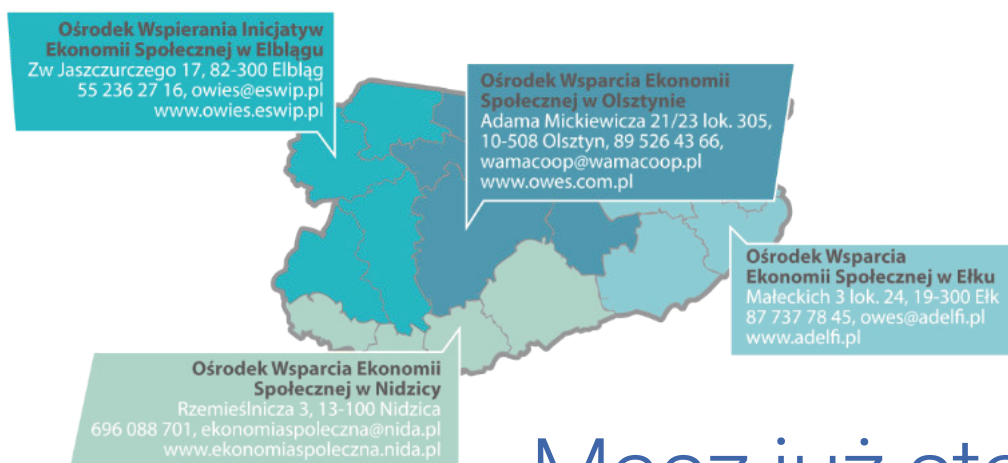 Ośrodek Wspierania Inicjatyw
Ekonomii Społecznej w Elblągu
Zw Jaszczurczego 17, 82-300 Elbląg
55 236 27 16, owies@eswip.pl
www.owies.eswip.pl
Ośrodek Wsparcia Ekonomii
Społecznej w Olsztynie
Adama Mickiewicza 21/23 lok. 305,
10-508 Olsztyn, 89 526 43 66,
wamacoop@wamacoop.pl
www.owes.com.pl
Ośrodek Wsparcia
Ekonomii Społecznej w Ełku
Małeckich 3 lok. 24, 19-300 Ełk
87 737 78 45, owes@adelfi.pl
www.adelfi.pl
Ośrodek Wsparcia Ekonomii
Społecznej w Nidzicy
Rzemieślnicza 3, 13-100 Nidzica
696 088 701, ekonomiaspoleczna@nida.pl
www.ekonomiaspoleczna.nida.pl